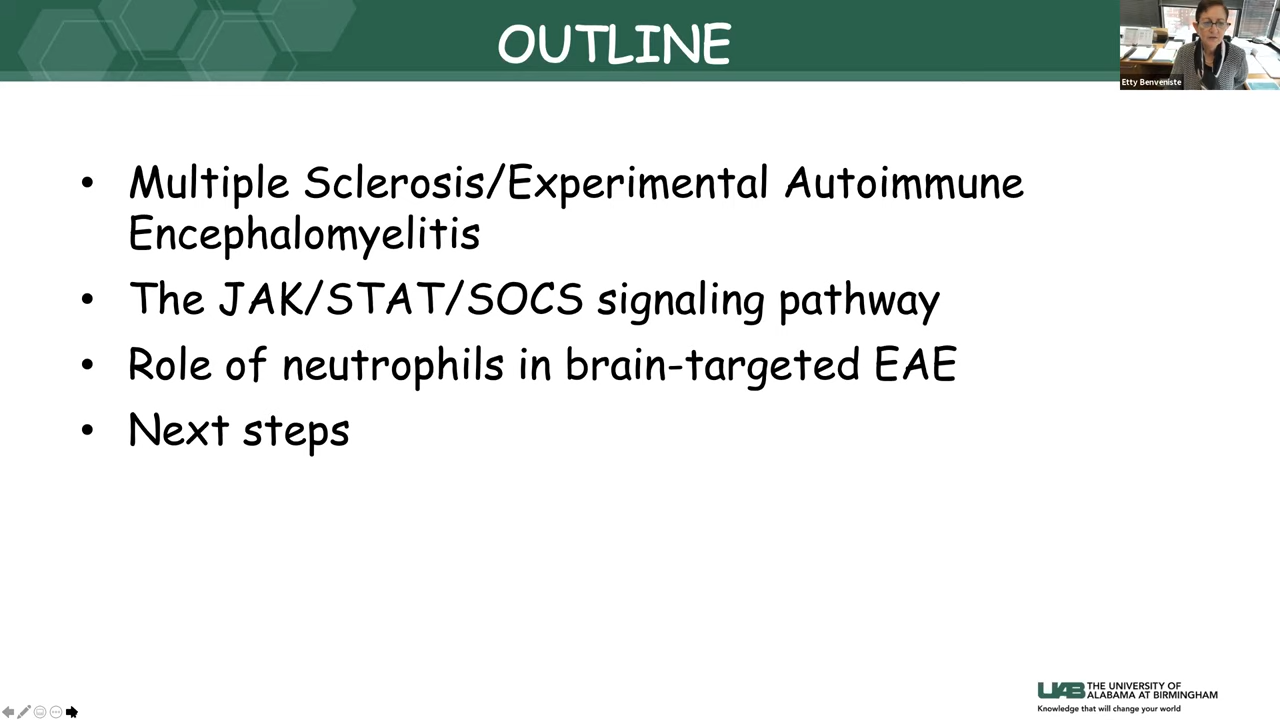 OUTLINE
Etty Benveniste
• Multiple Sclerosis/Experimental Autoimmune
Encephalomyelitis
• The JAK/STAT/SOCS signaling pathway
• Role of neutrophils in brain-targeted EAE
• Next steps
UAB THE UNIVERSITY OF
ALABAMA AT BIRMINGHAM
Knowledge that will change your world